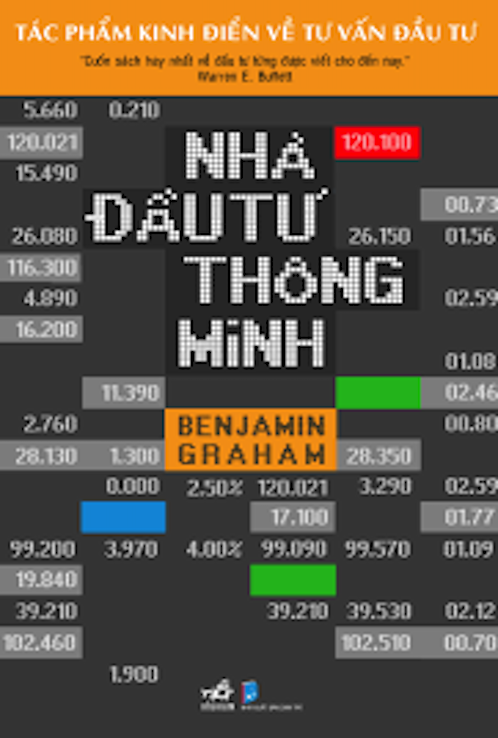 TÁC PHẨM KINH ĐIỂN VỀ TƯ VẤN ĐẦU TƯ
"Cuốn sách hay nhất về đầu tư từng được viết cho đến nay."
Warren E. Buffett
5.660 0.210
120.021 NHÀ 120.100
15.490
00.73
26.080 ĐẦU TƯ 26.150 01.56
116.300 THÔNG
4.890 02.59
16.200 MINH
01.08
11.390 02.46
2.760 BENJAMIN 00.80
28.130 1.300 GRAHAM 28.350
0.000 2.50% 120.021 3.290 02.59
17.100 01.77
99.200 3.970 4.00% 99.090 99.570 01.09
19.840
39.210 39.210 39.530 02.12
102.460 102.510 00.70
1.900